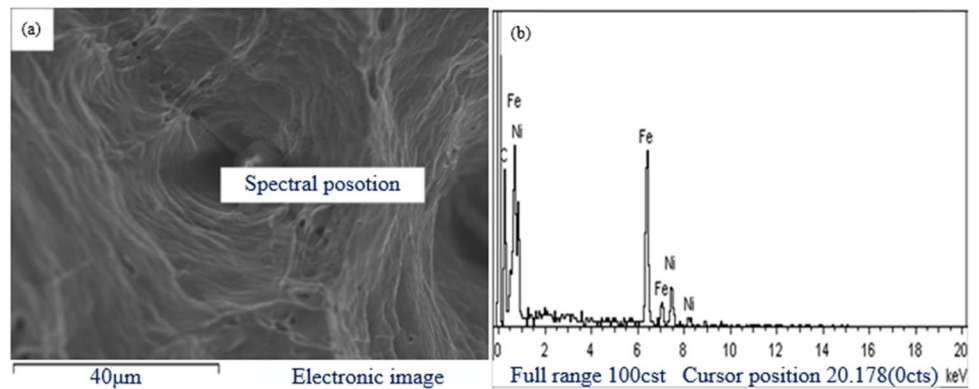 (a)
Spectral posotion
40μm
Electronic image
(b)
Fe
Ni
C
Fe
Ni
Fe
Ni
0 2 4 6 8 10 12 14 16 18 20
keV
Full range 100cst Cursor position 20.178(0cts)